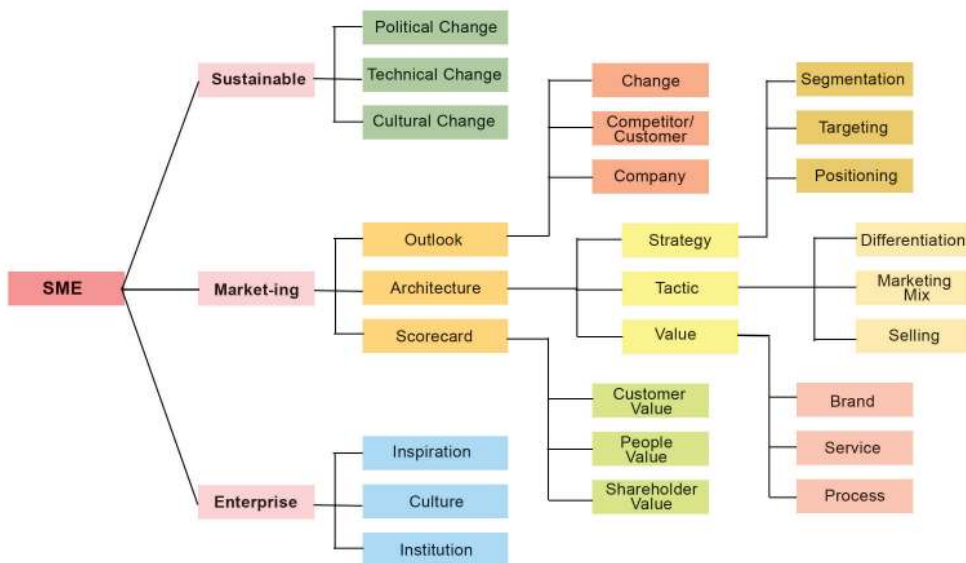 SME
Sustainable
Political Change
Technical Change
Cultural Change
Market-ing
Outlook
Change
Competitor/
Customer
Company
Architecture
Strategy
Segmentation
Targeting
Positioning
Tactic
Differentiation
Marketing
Mix
Selling
Value
Brand
Service
Process
Scorecard
Customer
Value
People
Value
Shareholder
Value
Enterprise
Inspiration
Culture
Institution